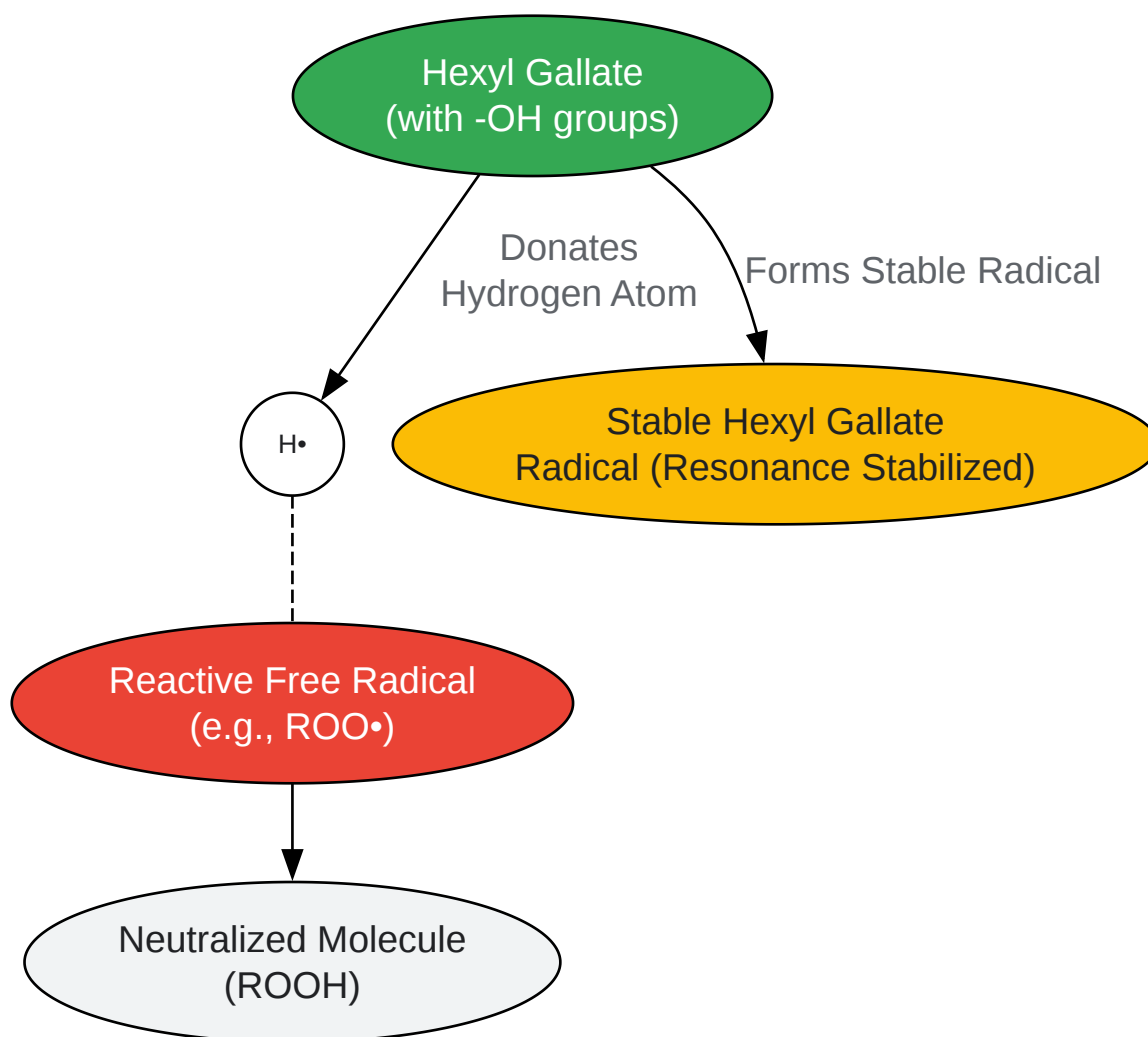 Hexyl Gallate
(with -OH groups)
Donates
Hydrogen Atom
Forms Stable Radical
H•
Stable Hexyl Gallate
Radical (Resonance Stabilized)
Reactive Free Radical
(e.g., ROO•)
Neutralized Molecule
(ROOH)